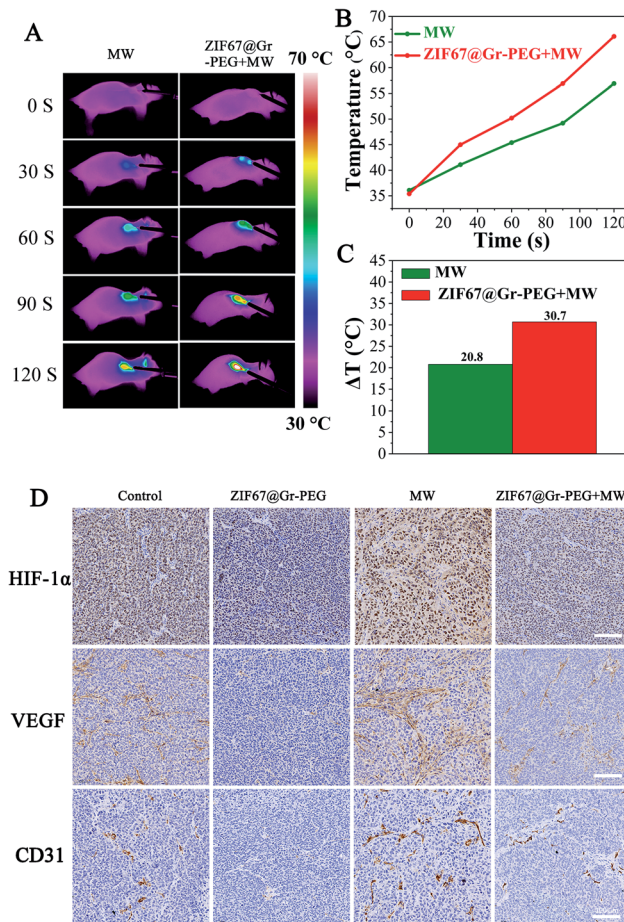 A
MW
ZIF67@Gr
-PEG+MW
70 °C
0 S
30 S
60 S
90 S
120 S
30 °C
B
MW
ZIF67@Gr-PEG+MW
Temperature (°C)
70
65
60
55
50
45
40
35
0 20 40 60 80 100 120
Time (s)
C
MW
ZIF67@Gr-PEG+MW
ΔT (°C)
45
40
35
30
25
20
15
10
5
0
20.8
30.7
D
Control ZIF67@Gr-PEG MW ZIF67@Gr-PEG+MW
HIF-1α
VEGF
CD31